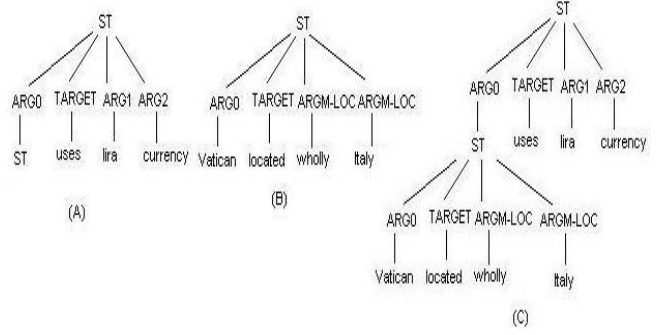 ST
ARG0 TARGET ARG1 ARG2
ST uses lira currency
(A)
ST
ARG0 TARGET ARGM-LOC ARGM-LOC
Vatican located wholly Italy
(B)
ST
ARG0 TARGET ARG1 ARG2
uses lira currency
ST
ARG0 TARGET ARGM-LOC ARGM-LOC
Vatican located wholly Italy
(C)